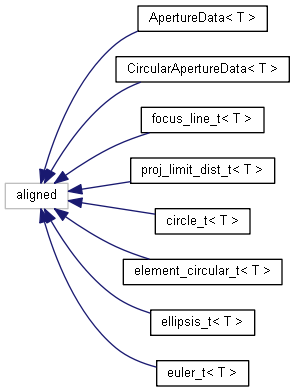 ApertureData< T >
CircularApertureData< T >
focus_line_t< T >
proj_limit_dist_t< T >
aligned
circle_t< T >
element_circular_t< T >
ellipsis_t< T >
euler_t< T >